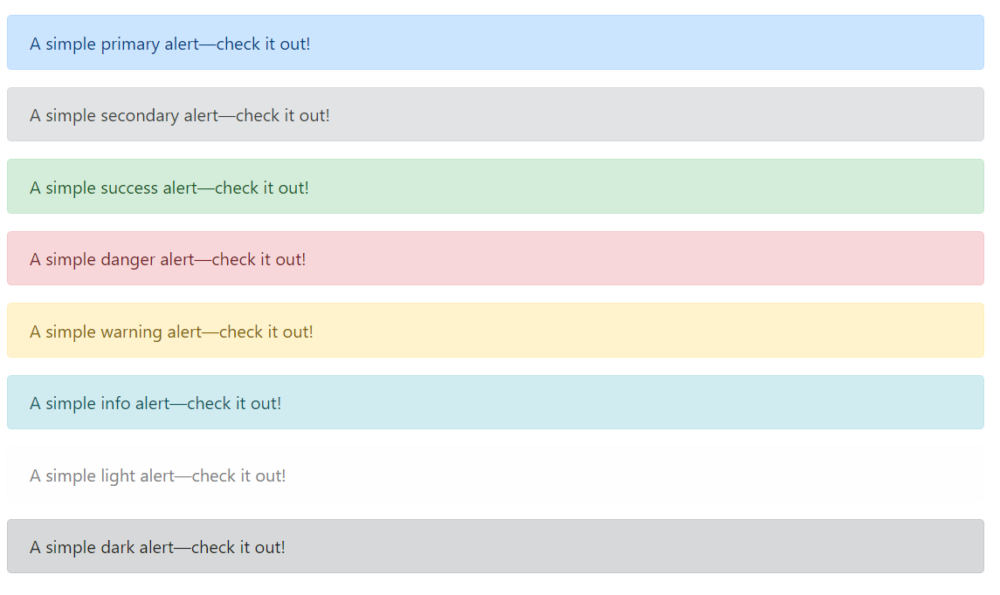 A simple primary alert—check it out!
A simple secondary alert—check it out!
A simple success alert—check it out!
A simple danger alert—check it out!
A simple warning alert—check it out!
A simple info alert—check it out!
A simple light alert—check it out!
A simple dark alert—check it out!